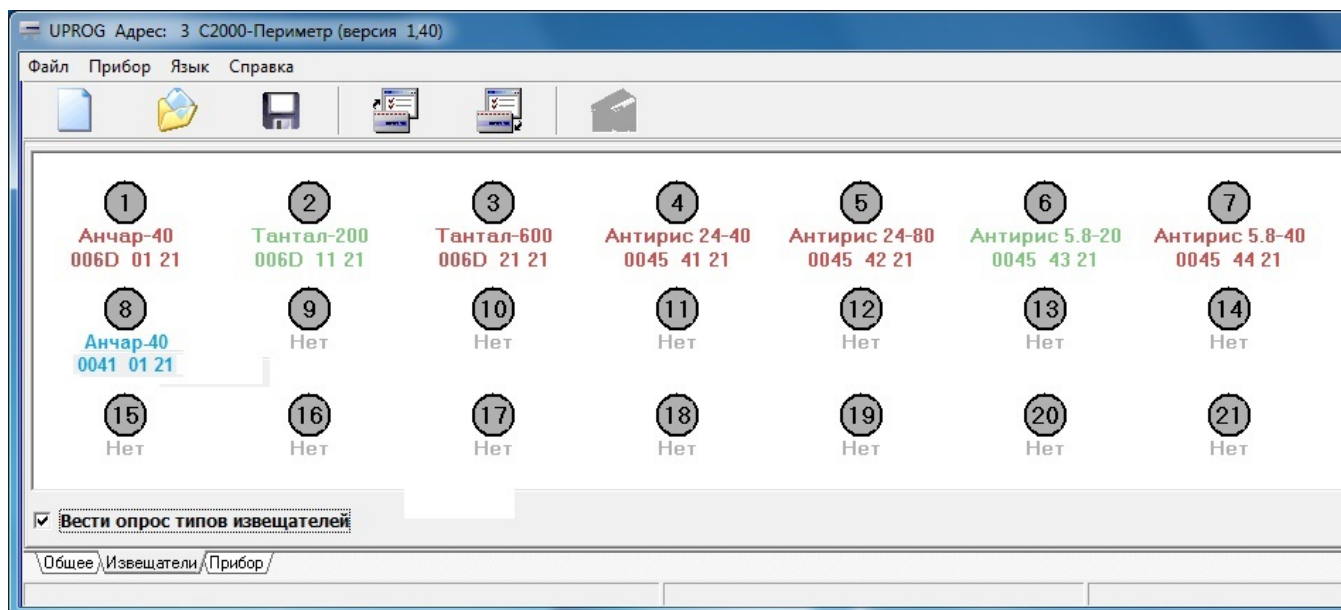 UPROG Адрес: 3 С2000-Периметр (версия 1,40)
Файл Прибор Язык Справка
1 2 3 4 5 6 7
Анчар-40 Тантал-200 Тантал-600 Антирис 24-40 Антирис 24-80 Антирис 5.8-20 Антирис 5.8-40
006D 01 21 006D 11 21 006D 21 21 0045 41 21 0045 42 21 0045 43 21 0045 44 21
8 9 10 11 12 13 14
Анчар-40 Нет Нет Нет Нет Нет Нет
0041 01 21
15 16 17 18 19 20 21
Нет Нет Нет Нет Нет Нет Нет
Вести опрос типов извещателей
Общее Извещатели Прибор